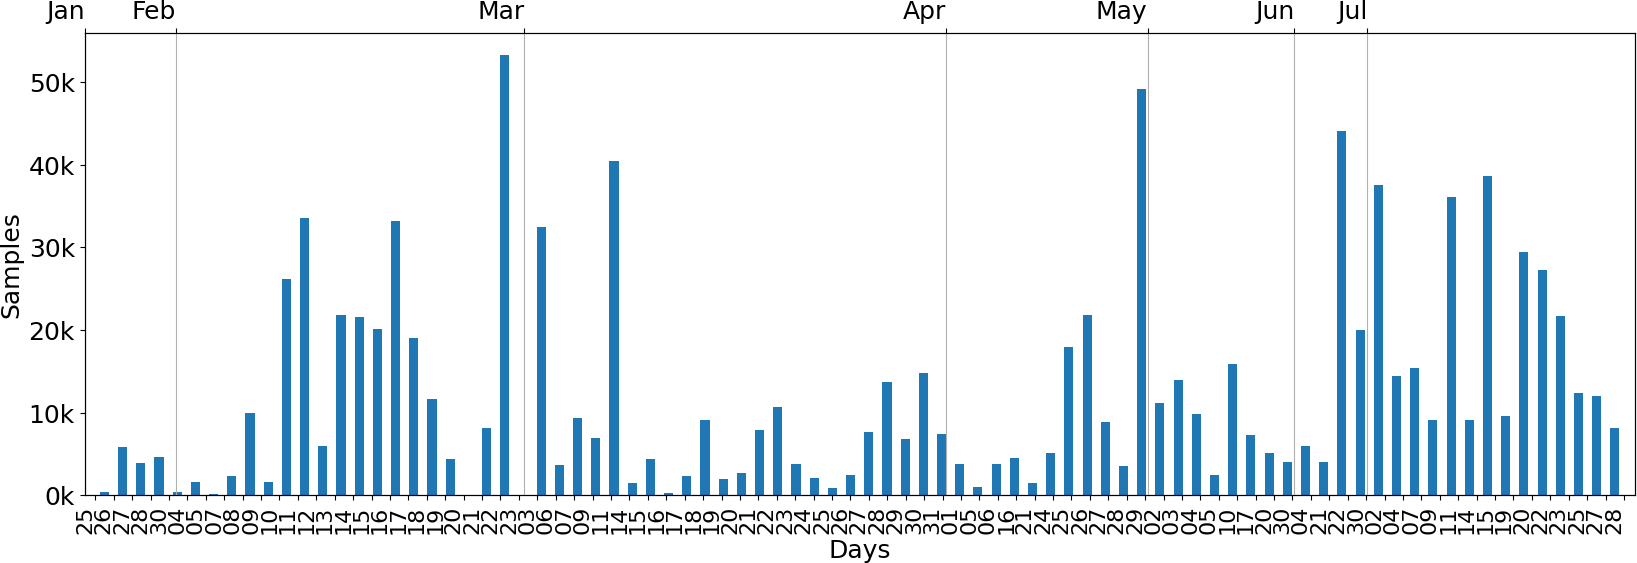 Jan Feb Mar Apr May Jun Jul
50k
40k
30k
20k
10k
0k
Samples
25 26 27 28 30 04 05 07 08 09 10 11 12 13 14 15 16 17 18 19 20 21 22 23 03 06 07 09 11 14 15 16 17 18 19 20 21 22 23 24 25 26 27 28 29 30 31 01 05 06 16 21 24 25 26 27 28 29 02 03 04 05 10 17 20 30 04 21 22 30 02 04 07 09 11 14 15 19 20 22 23 25 27 28
Days